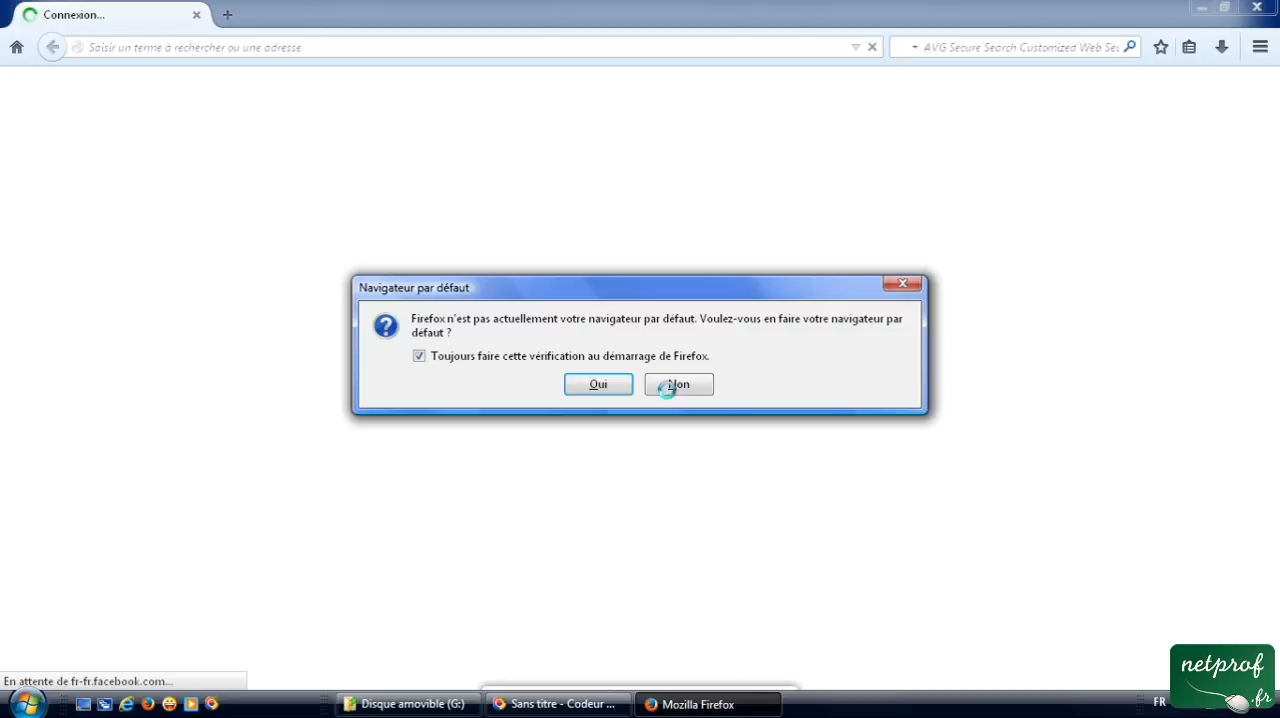 Connexion...
Saisir un terme à rechercher ou une adresse
AVG Secure Search Customized Web Sec
Navigateur par défaut
Firefox n'est pas actuellement votre navigateur par défaut. Voulez-vous en faire votre navigateur par
défaut ?
Toujours faire cette vérification au démarrage de Firefox.
Oui
Non
En attente de fr-fr.facebook.com...
Disque amovible (G:)
Sans titre - Codeur ...
Mozilla Firefox
FR
netprof
.fr